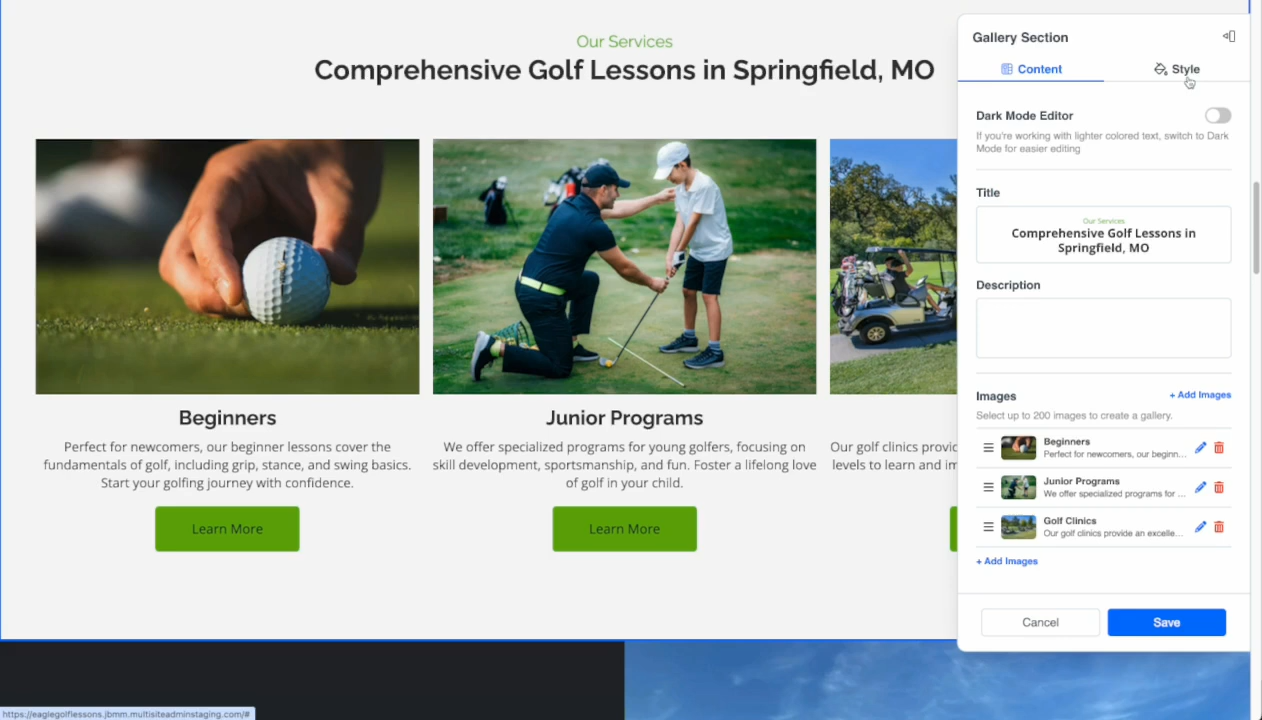 Our Services
Comprehensive Golf Lessons in Springfield, MO
Beginners
Perfect for newcomers, our beginner lessons cover the
fundamentals of golf, including grip, stance, and swing basics.
Start your golfing journey with confidence.
Learn More
Junior Programs
We offer specialized programs for young golfers, focusing on
skill development, sportsmanship, and fun. Foster a lifelong love
of golf in your child.
Learn More
Our golf clinics provid
levels to learn and im
Gallery Section
Content
Style
Dark Mode Editor
If you're working with lighter colored text, switch to Dark
Mode for easier editing
Title
Our Services
Comprehensive Golf Lessons in
Springfield, MO
Description
Images
+ Add Images
Select up to 200 images to create a gallery.
Beginners
Perfect for newcomers, our beginn...
Junior Programs
We offer specialized programs for ...
Golf Clinics
Our golf clinics provide an excelle...
+ Add Images
Cancel
Save
https://eaglegolflessons.jbmm.multisiteadminstaging.com/#